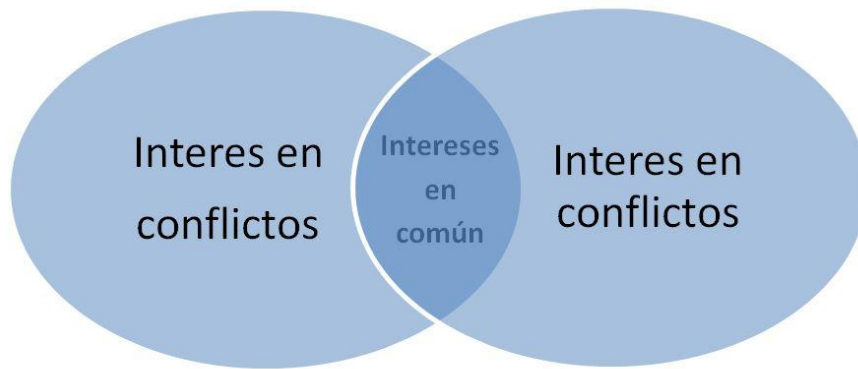 Interes en
conflictos
Intereses
en
común
Interes en
conflictos